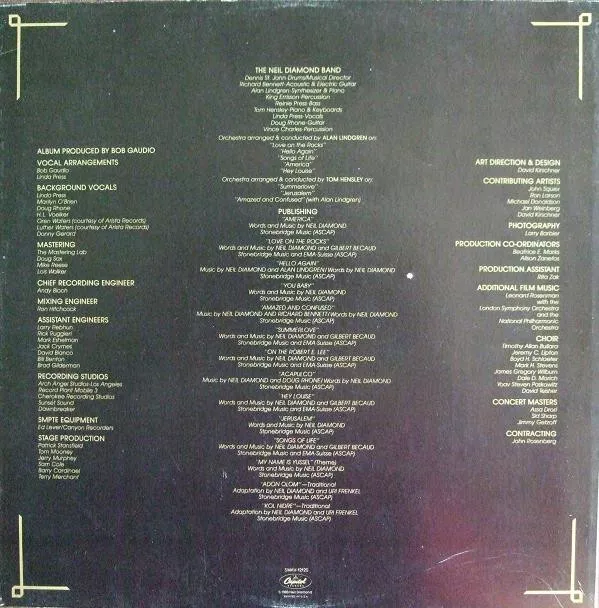 ALBUM PRODUCED BY BOB GAUDIO
VOCAL ARRANGEMENTS
Bob Gaudio
Linda Press
BACKGROUND VOCALS
Linda Press
Marilyn O'Brien
Doug Rhone
H.L. Voelker
Oren Waters (courtesy of Arista Records)
Luther Waters (courtesy of Arista Records)
Donny Gerard
MASTERING
The Mastering Lab
Doug Sax
Mike Reese
Lois Walker
CHIEF RECORDING ENGINEER
Andy Bloch
MIXING ENGINEER
Ron Hitchcock
ASSISTANT ENGINEERS
Larry Rebhun
Rick Ruggieri
Mark Eshelman
Jack Crymes
David Bianco
Bill Benton
Brad Gilderman
RECORDING STUDIOS
Arch Angel Studios-Los Angeles
Record Plant Mobile 3
Cherokee Recording Studios
Sunset Sound
Dawnbreaker
SMPTE EQUIPMENT
Ed Lever/Canyon Recorders
STAGE PRODUCTION
Patrick Stansfield
Tom Mooney
Jerry Murphey
Sam Cole
Barry Cardinael
Terry Merchant
THE NEIL DIAMOND BAND
Dennis St. John-Drums/Musical Director
Richard Bennett-Acoustic & Electric Guitar
Alan Lindgren-Synthesizer & Piano
King Errisson-Percussion
Reinie Press Bass
Tom Hensley Piano & Keyboards
Linda Press-Vocals
Doug Rhone-Guitar
Vince Charles-Percussion
Orchestra arranged & conducted by ALAN LINDGREN on:
"Love on the Rocks"
"Hello Again"
"Songs of Life"
"America"
"Hey Louise"
Orchestra arranged & conducted by TOM HENSLEY on:
"Summerlove"
"Jerusalem"
"Amazed and Confused" (with Alan Lindgren)
PUBLISHING
"AMERICA"
Words and Music by NEIL DIAMOND
Stonebridge Music (ASCAP)
"LOVE ON THE ROCKS"
Words and Music by NEIL DIAMOND and GILBERT BECAUD
Stonebridge Music and EMA-Suisse (ASCAP)
"HELLO AGAIN"
Music by NEIL DIAMOND and ALAN LINDGREN/Words by NEIL DIAMOND
Stonebridge Music (ASCAP)
"YOU BABY"
Words and Music by NEIL DIAMOND
Stonebridge Music (ASCAP)
"AMAZED AND CONFUSED"
Music by NEIL DIAMOND AND RICHARD BENNETT/Words by NEIL DIAMOND
Stonebridge Music (ASCAP)
"SUMMERLOVE"
Words and Music by NEIL DIAMOND and GILBERT BECAUD
Stonebridge Music and EMA-Suisse (ASCAP)
"ON THE ROBERT E. LEE"
Words and Music by NEIL DIAMOND and GILBERT BECAUD
Stonebridge Music and EMA-Suisse (ASCAP)
"ACAPULCO"
Music by NEIL DIAMOND and DOUG RHONE/Words by NEIL DIAMOND
Stonebridge Music (ASCAP)
"HEY LOUISE"
Words and Music by NEIL DIAMOND and GILBERT BECAUD
Stonebridge Music and EMA-Suisse (ASCAP)
"JERUSALEM"
Words and Music by NEIL DIAMOND
Stonebridge Music (ASCAP)
"SONGS OF LIFE"
Words and Music by NEIL DIAMOND and GILBERT BECAUD
Stonebridge Music and EMA-Suisse (ASCAP)
"MY NAME IS YUSSEL" (Theme)
Words and Music by NEIL DIAMOND
Stonebridge Music (ASCAP)
"ADON OLOM"—Traditional
Adaptation by NEIL DIAMOND and URI FRENKEL
Stonebridge Music (ASCAP)
"KOL NIDRE"—Traditional
Adaptation by NEIL DIAMOND and URI FRENKEL
Stonebridge Music (ASCAP)
ART DIRECTION & DESIGN
David Kirschner
CONTRIBUTING ARTISTS
John Squier
Ron Larson
Michael Donaldson
Jan Weinberg
David Kirschner
PHOTOGRAPHY
Larry Barbier
PRODUCTION CO-ORDINATORS
Beatrice E. Marks
Alison Zanetos
PRODUCTION ASSISTANT
Rita Zak
ADDITIONAL FILM MUSIC
Leonard Rosenman
with the
London Symphony Orchestra
and the
National Philharmonic
Orchestra
CHOIR
Timothy Allan Bullara
Jeremy C. Lipton
Boyd H. Schlaefer
Mark H. Stevens
James Gregory Wilburn
Dale D. Morich
Yoav Steven Paskowitz
David Teisher
CONCERT MASTERS
Assa Drori
Sid Sharp
Jimmy Getzoff
CONTRACTING
John Rosenberg
SWAV-12120
Capitol